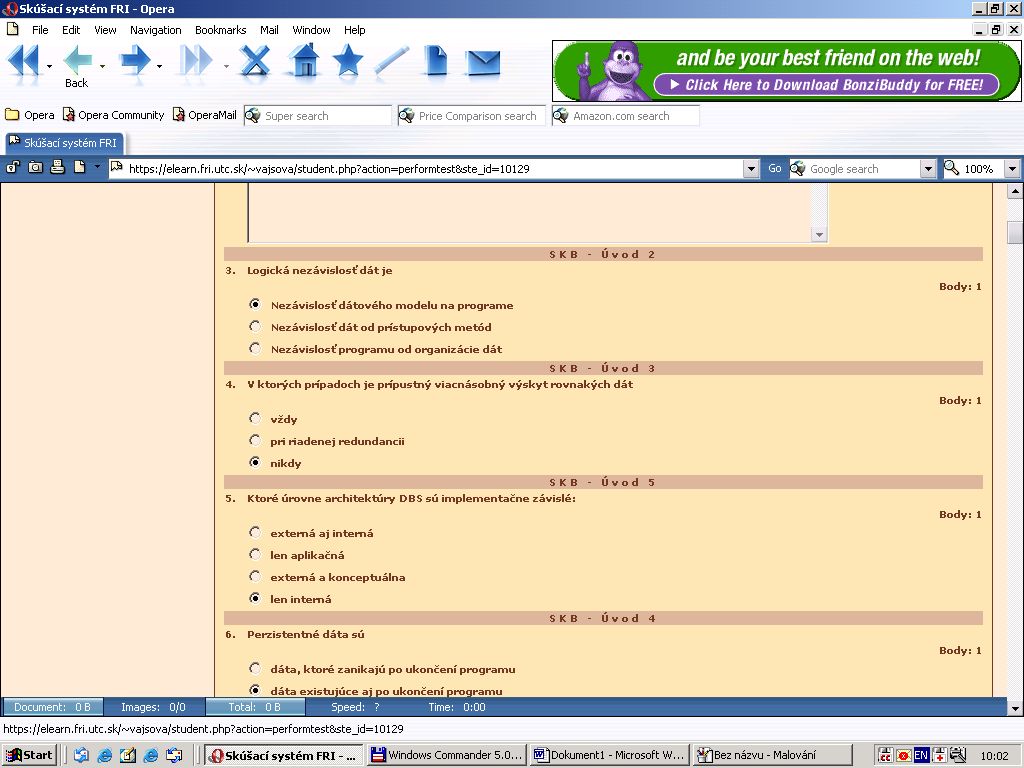 Skúšací systém FRI - Opera
File Edit View Navigation Bookmarks Mail Window Help
Back
and be your best friend on the web!
Click Here to Download BonziBuddy for FREE!
Opera Opera Community OperaMail Super search Price Comparison search Amazon.com search
Skúšací systém FRI
https://elearn.fri.utc.sk/~vajsova/student.php?action=performtest&ste_id=10129 Go Google search 100%
SKB - Úvod 2
3. Logická nezávislosť dát je
Body: 1
Nezávislosť dátového modelu na programe
Nezávislosť dát od prístupových metód
Nezávislosť programu od organizácie dát
SKB - Úvod 3
4. V ktorých prípadoch je prípustný viacnásobný výskyt rovnakých dát
Body: 1
vždy
pri riadenej redundancii
nikdy
SKB - Úvod 5
5. Ktoré úrovne architektúry DBS sú implementačne závislé:
Body: 1
externá aj interná
len aplikačná
externá a konceptuálna
len interná
SKB - Úvod 4
6. Perzistentné dáta sú
Body: 1
dáta, ktoré zanikajú po ukončení programu
dáta existujúce aj po ukončení programu
Document: 0 B Images: 0/0 Total: 0 B Speed: ? Time: 0:00
https://elearn.fri.utc.sk/~vajsova/student.php?action=performtest&ste_id=10129
Start Skúšací systém FRI - ... Windows Commander 5.0... Dokument1 - Microsoft W... Bez názvu - Malování EN 10:02